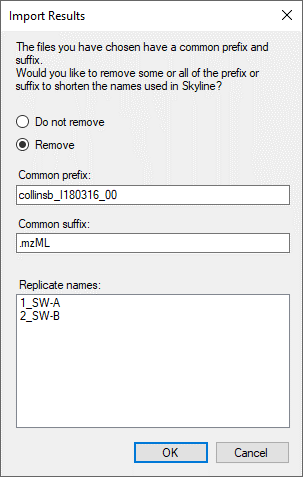 Import Results
The files you have chosen have a common prefix and
suffix.
Would you like to remove some or all of the prefix or
suffix to shorten the names used in Skyline?
Do not remove
Remove
Common prefix:
collinsb_I180316_00
Common suffix:
.mzML
Replicate names:
1_SW-A
2_SW-B
OK
Cancel